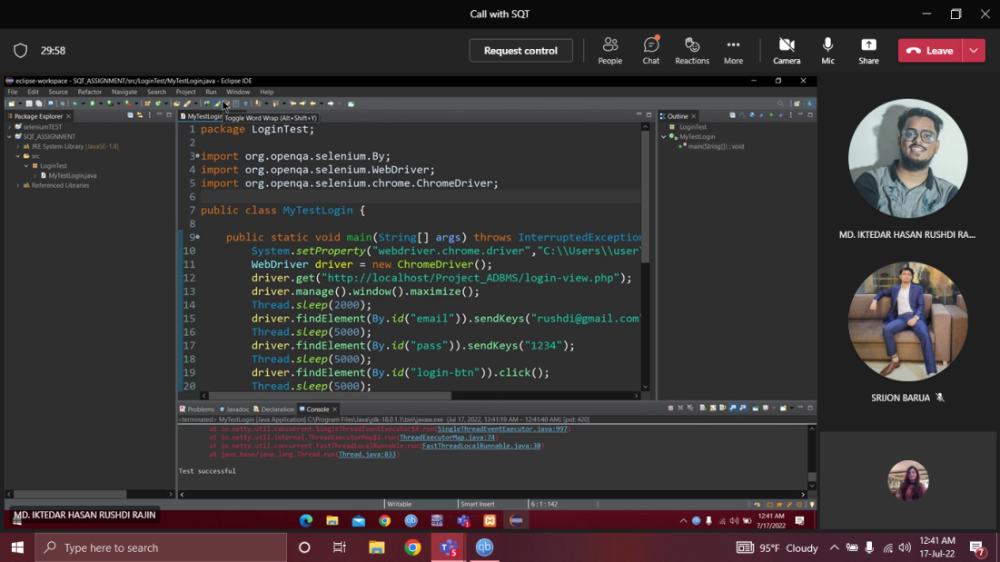 Call with SQT
29:58
Request control
People
Chat
Reactions
More
Camera
Mic
Share
Leave
eclipse-workspace - SQT_ASSIGNMENT/src/LoginTest/MyTestLogin.java - Eclipse IDE
File Edit Source Refactor Navigate Search Project Run Window Help
Package Explorer
seleniumTEST
SQT_ASSIGNMENT
JRE System Library [JavaSE-1.8]
src
LoginTest
MyTestLogin.java
Referenced Libraries
MyTestLogin
Toggle Word Wrap (Alt+Shift+Y)
1 package LoginTest;
2
3 import org.openqa.selenium.By;
4 import org.openqa.selenium.WebDriver;
5 import org.openqa.selenium.chrome.ChromeDriver;
6
7 public class MyTestLogin {
8
9 public static void main(String[] args) throws InterruptedException
10 System.setProperty("webdriver.chrome.driver","C:\\Users\\user
11 WebDriver driver = new ChromeDriver();
12 driver.get("http://localhost/Project_ADBMS/login-view.php");
13 driver.manage().window().maximize();
14 Thread.sleep(2000);
15 driver.findElement(By.id("email")).sendKeys("rushdi@gmail.com"
16 Thread.sleep(5000);
17 driver.findElement(By.id("pass")).sendKeys("1234");
18 Thread.sleep(5000);
19 driver.findElement(By.id("login-btn")).click();
20 Thread.sleep(5000);
Outline
LoginTest
MyTestLogin
main(String[]) : void
Problems Javadoc Declaration Console
<terminated> MyTestLogin [Java Application] C:\Program Files\Java\jdk-18.0.1.1\bin\javaw.exe (Jul 17, 2022, 12:41:19 AM – 12:41:40 AM) [pid: 420]
at io.netty.util.concurrent.SingleThreadEventExecutor$4.run(SingleThreadEventExecutor.java:997)
at io.netty.util.internal.ThreadExecutorMap$2.run(ThreadExecutorMap.java:74)
at io.netty.util.concurrent.FastThreadLocalRunnable.run(FastThreadLocalRunnable.java:30)
at java.base/java.lang.Thread.run(Thread.java:833)
Test successful
Writable
Smart Insert
6 : 1 : 142
MD. IKTEDAR HASAN RUSHDI RAJIN
12:41 AM
7/17/2022
MD. IKTEDAR HASAN RUSHDI RA...
SRIJON BARUA
Type here to search
95°F Cloudy
12:41 AM
17-Jul-22
7